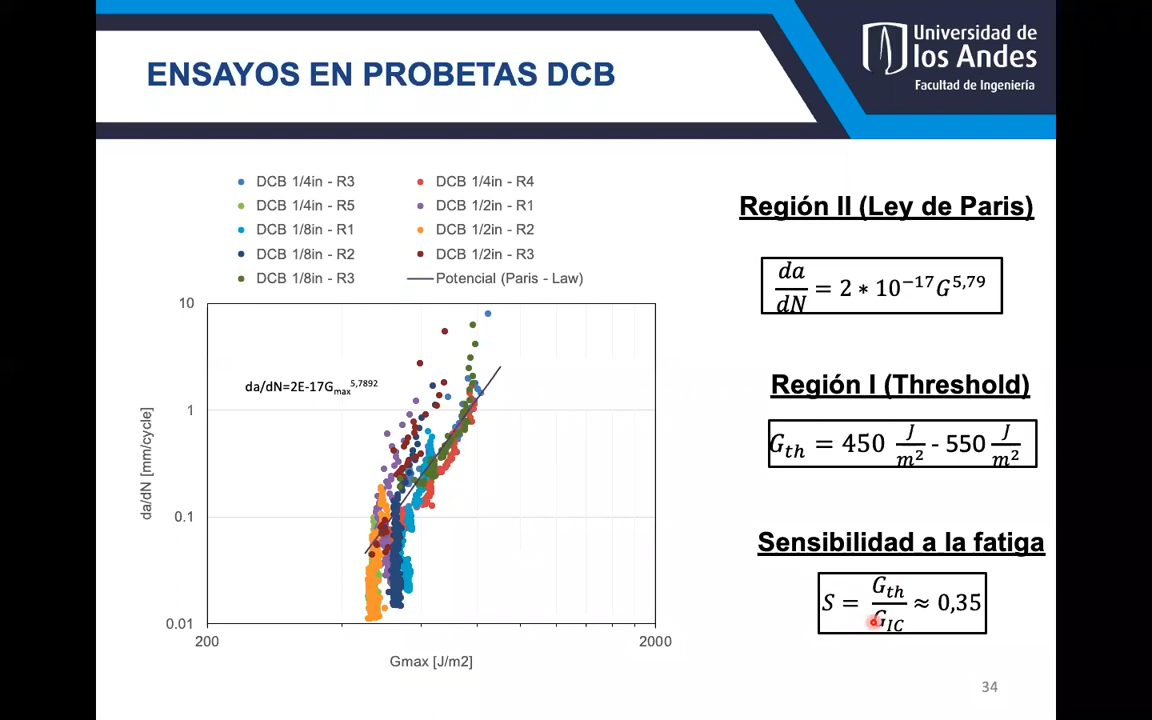 ENSAYOS EN PROBETAS DCB
Universidad de
los Andes
Facultad de Ingeniería
DCB 1/4in - R3
DCB 1/4in - R4
DCB 1/4in - R5
DCB 1/2in - R1
DCB 1/8in - R1
DCB 1/2in - R2
DCB 1/8in - R2
DCB 1/2in - R3
DCB 1/8in - R3
Potencial (Paris - Law)
10
1
0.1
0.01
da/dN [mm/cycle]
da/dN=2E-17Gmax^5,7892
200
2000
Gmax [J/m2]
Región II (Ley de Paris)
da/dN = 2 * 10^-17 G^5,79
Región I (Threshold)
G_th = 450 J/m^2 - 550 J/m^2
Sensibilidad a la fatiga
S = G_th/G_IC ≈ 0,35
34